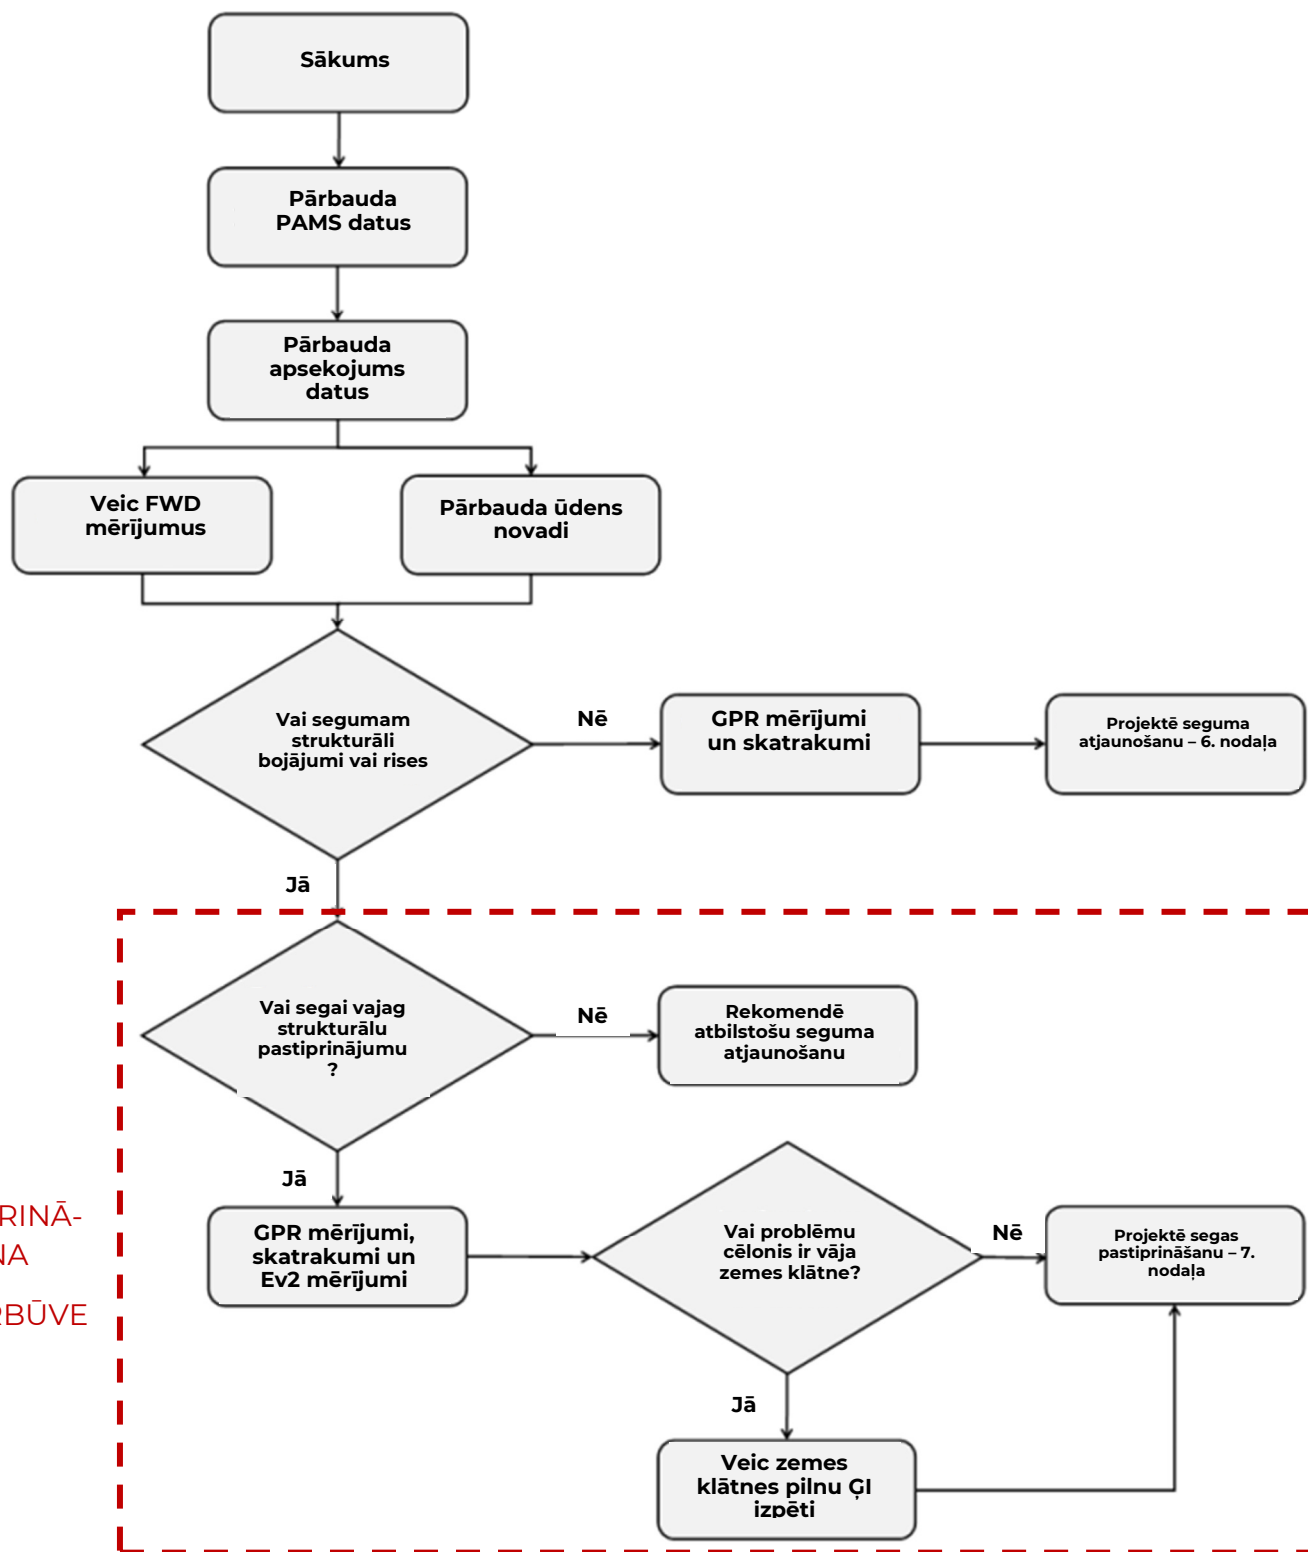 Sākums
Pārbauda
PAMS datus
Pārbauda
apsekojums
datus
Veic FWD
mērījumus
Pārbauda ūdens
novadi
Vai segumam
strukturāli
bojājumi vai rises
Nē
GPR mērījumi
un skatrakumi
Projektē seguma
atjaunošanu – 6. nodaļa
Jā
Vai segai vajag
strukturālu
pastiprinājumu
?
Nē
Rekomendē
atbilstošu seguma
atjaunošanu
Jā
GPR mērījumi,
skatrakumi un
Ev2 mērījumi
Vai problēmu
cēlonis ir vāja
zemes klātne?
Nē
Projektē segas
pastiprināšanu – 7.
nodaļa
RINĀ-
NA
RBŪVE
Jā
Veic zemes
klātnes pilnu ĢI
izpēti